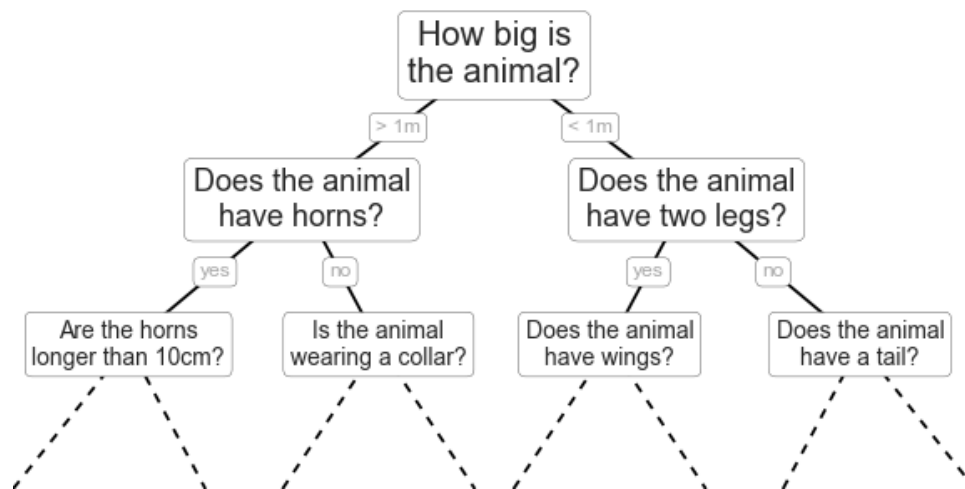 How big is
the animal?
> 1m
< 1m
Does the animal
have horns?
Does the animal
have two legs?
yes
no
yes
no
Are the horns
longer than 10cm?
Is the animal
wearing a collar?
Does the animal
have wings?
Does the animal
have a tail?